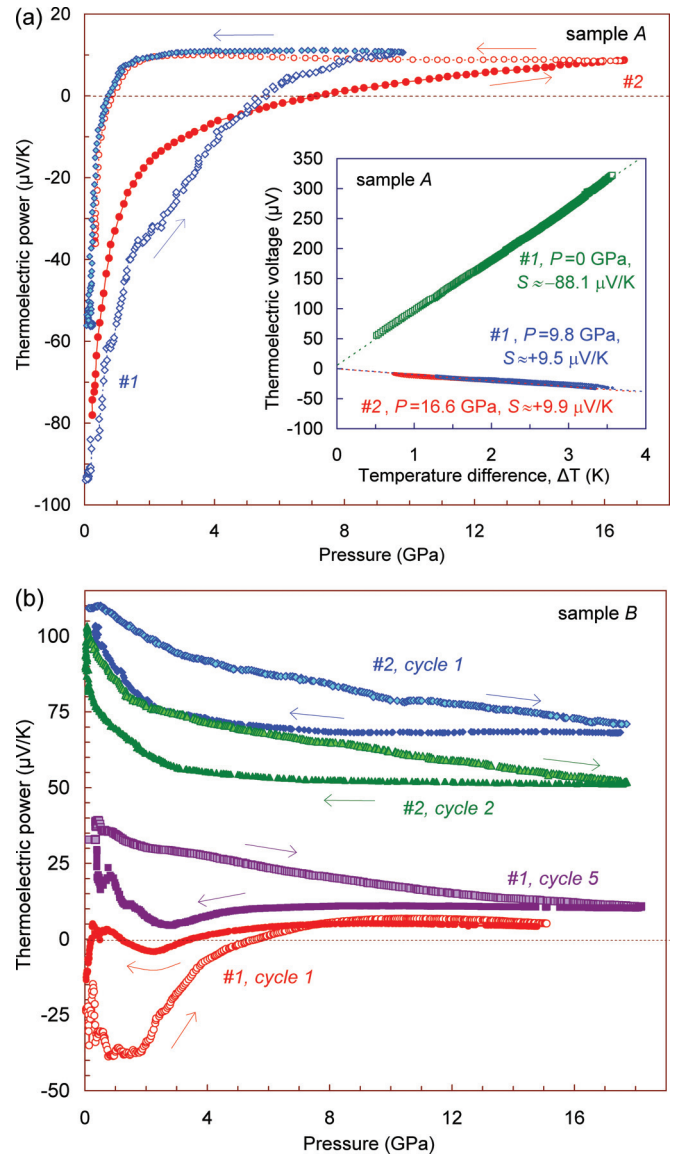 (a)
sample A
20
10
0
-20
-40
-60
-80
-100
Thermoelectric power (μV/K)
#2
#1
0
4
8
12
16
Pressure (GPa)
sample A
350
300
250
200
150
100
50
0
-50
-100
Thermoelectric voltage (μV)
#1, P=0 GPa,
S≈−88.1 μV/K
#1 , P=9.8 GPa,
S≈+9.5 μV/K
#2 , P=16.6 GPa, S≈+9.9 μV/K
0
1
2
3
4
Temperature difference, ΔT (K)
(b)
sample B
100
75
50
25
0
-25
-50
Thermoelectric power (μV/K)
#2, cycle 1
#2, cycle 2
#1, cycle 5
#1, cycle 1
0
4
8
12
16
Pressure (GPa)